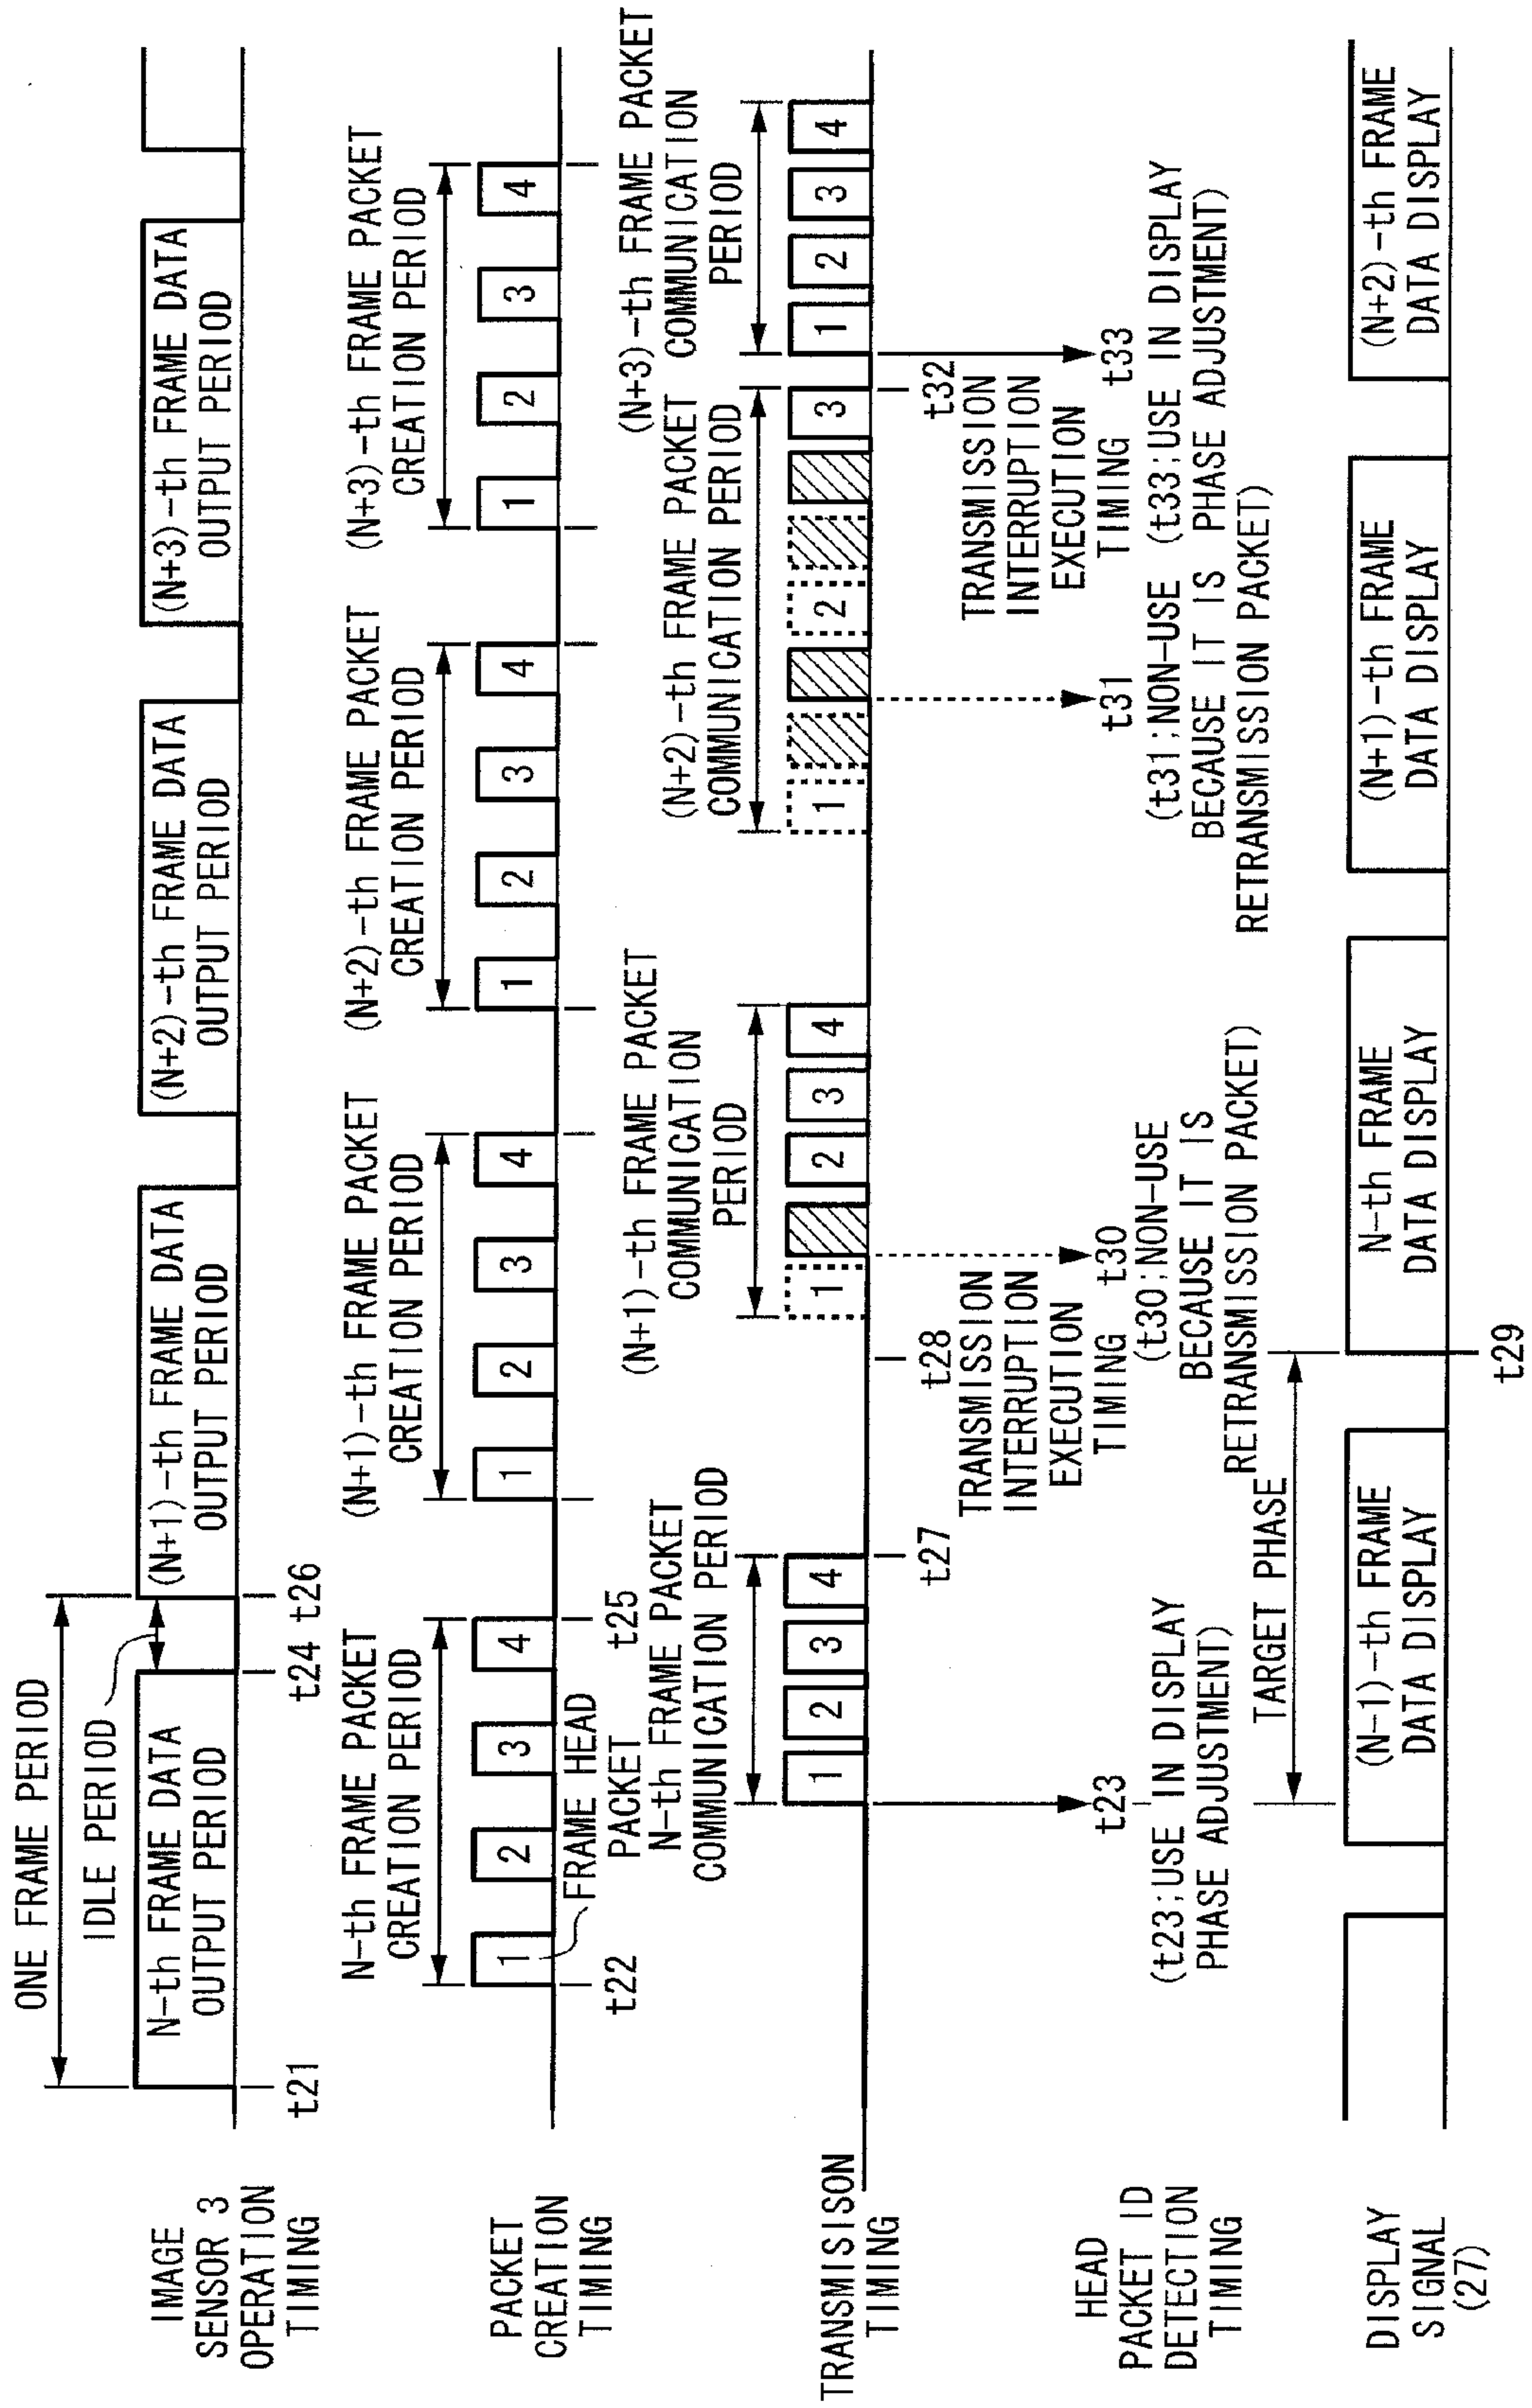 IMAGE
SENSOR 3
OPERATION
TIMING
ONE FRAME PERIOD
IDLE PERIOD
N-th FRAME DATA
OUTPUT PERIOD
(N+1)-th FRAME DATA
OUTPUT PERIOD
(N+2)-th FRAME DATA
OUTPUT PERIOD
(N+3)-th FRAME DATA
OUTPUT PERIOD
t21
t24
t26
PACKET
CREATION
TIMING
N-th FRAME PACKET
CREATION PERIOD
(N+1)-th FRAME PACKET
CREATION PERIOD
(N+2)-th FRAME PACKET
CREATION PERIOD
(N+3)-th FRAME PACKET
CREATION PERIOD
1
2
3
4
1
2
3
4
1
2
3
4
1
2
3
4
t22
FRAME HEAD
PACKET
t25
TRANSMISISON
TIMING
N-th FRAME PACKET
COMMUNICATION PERIOD
(N+1)-th FRAME PACKET
COMMUNICATION
PERIOD
(N+2)-th FRAME PACKET
COMMUNICATION PERIOD
(N+3)-th FRAME PACKET
COMMUNICATION
PERIOD
1
2
3
4
1
2
3
4
1
2
3
1
2
3
4
t27
t28
TRANSMISSION
INTERRUPTION
EXECUTION
TIMING
t32
TRANSMISSION
INTERRUPTION
EXECUTION
TIMING
HEAD
PACKET ID
DETECTION
TIMING
t23
(t23;USE IN DISPLAY
PHASE ADJUSTMENT)
t30
(t30;NON-USE
BECAUSE IT IS
RETRANSMISSION PACKET)
t31
(t31;NON-USE
BECAUSE IT IS
RETRANSMISSION PACKET)
t33
(t33;USE IN DISPLAY
PHASE ADJUSTMENT)
TARGET PHASE
DISPLAY
SIGNAL
(27)
(N-1)-th FRAME
DATA DISPLAY
N-th FRAME
DATA DISPLAY
(N+1)-th FRAME
DATA DISPLAY
(N+2)-th FRAME
DATA DISPLAY
t29